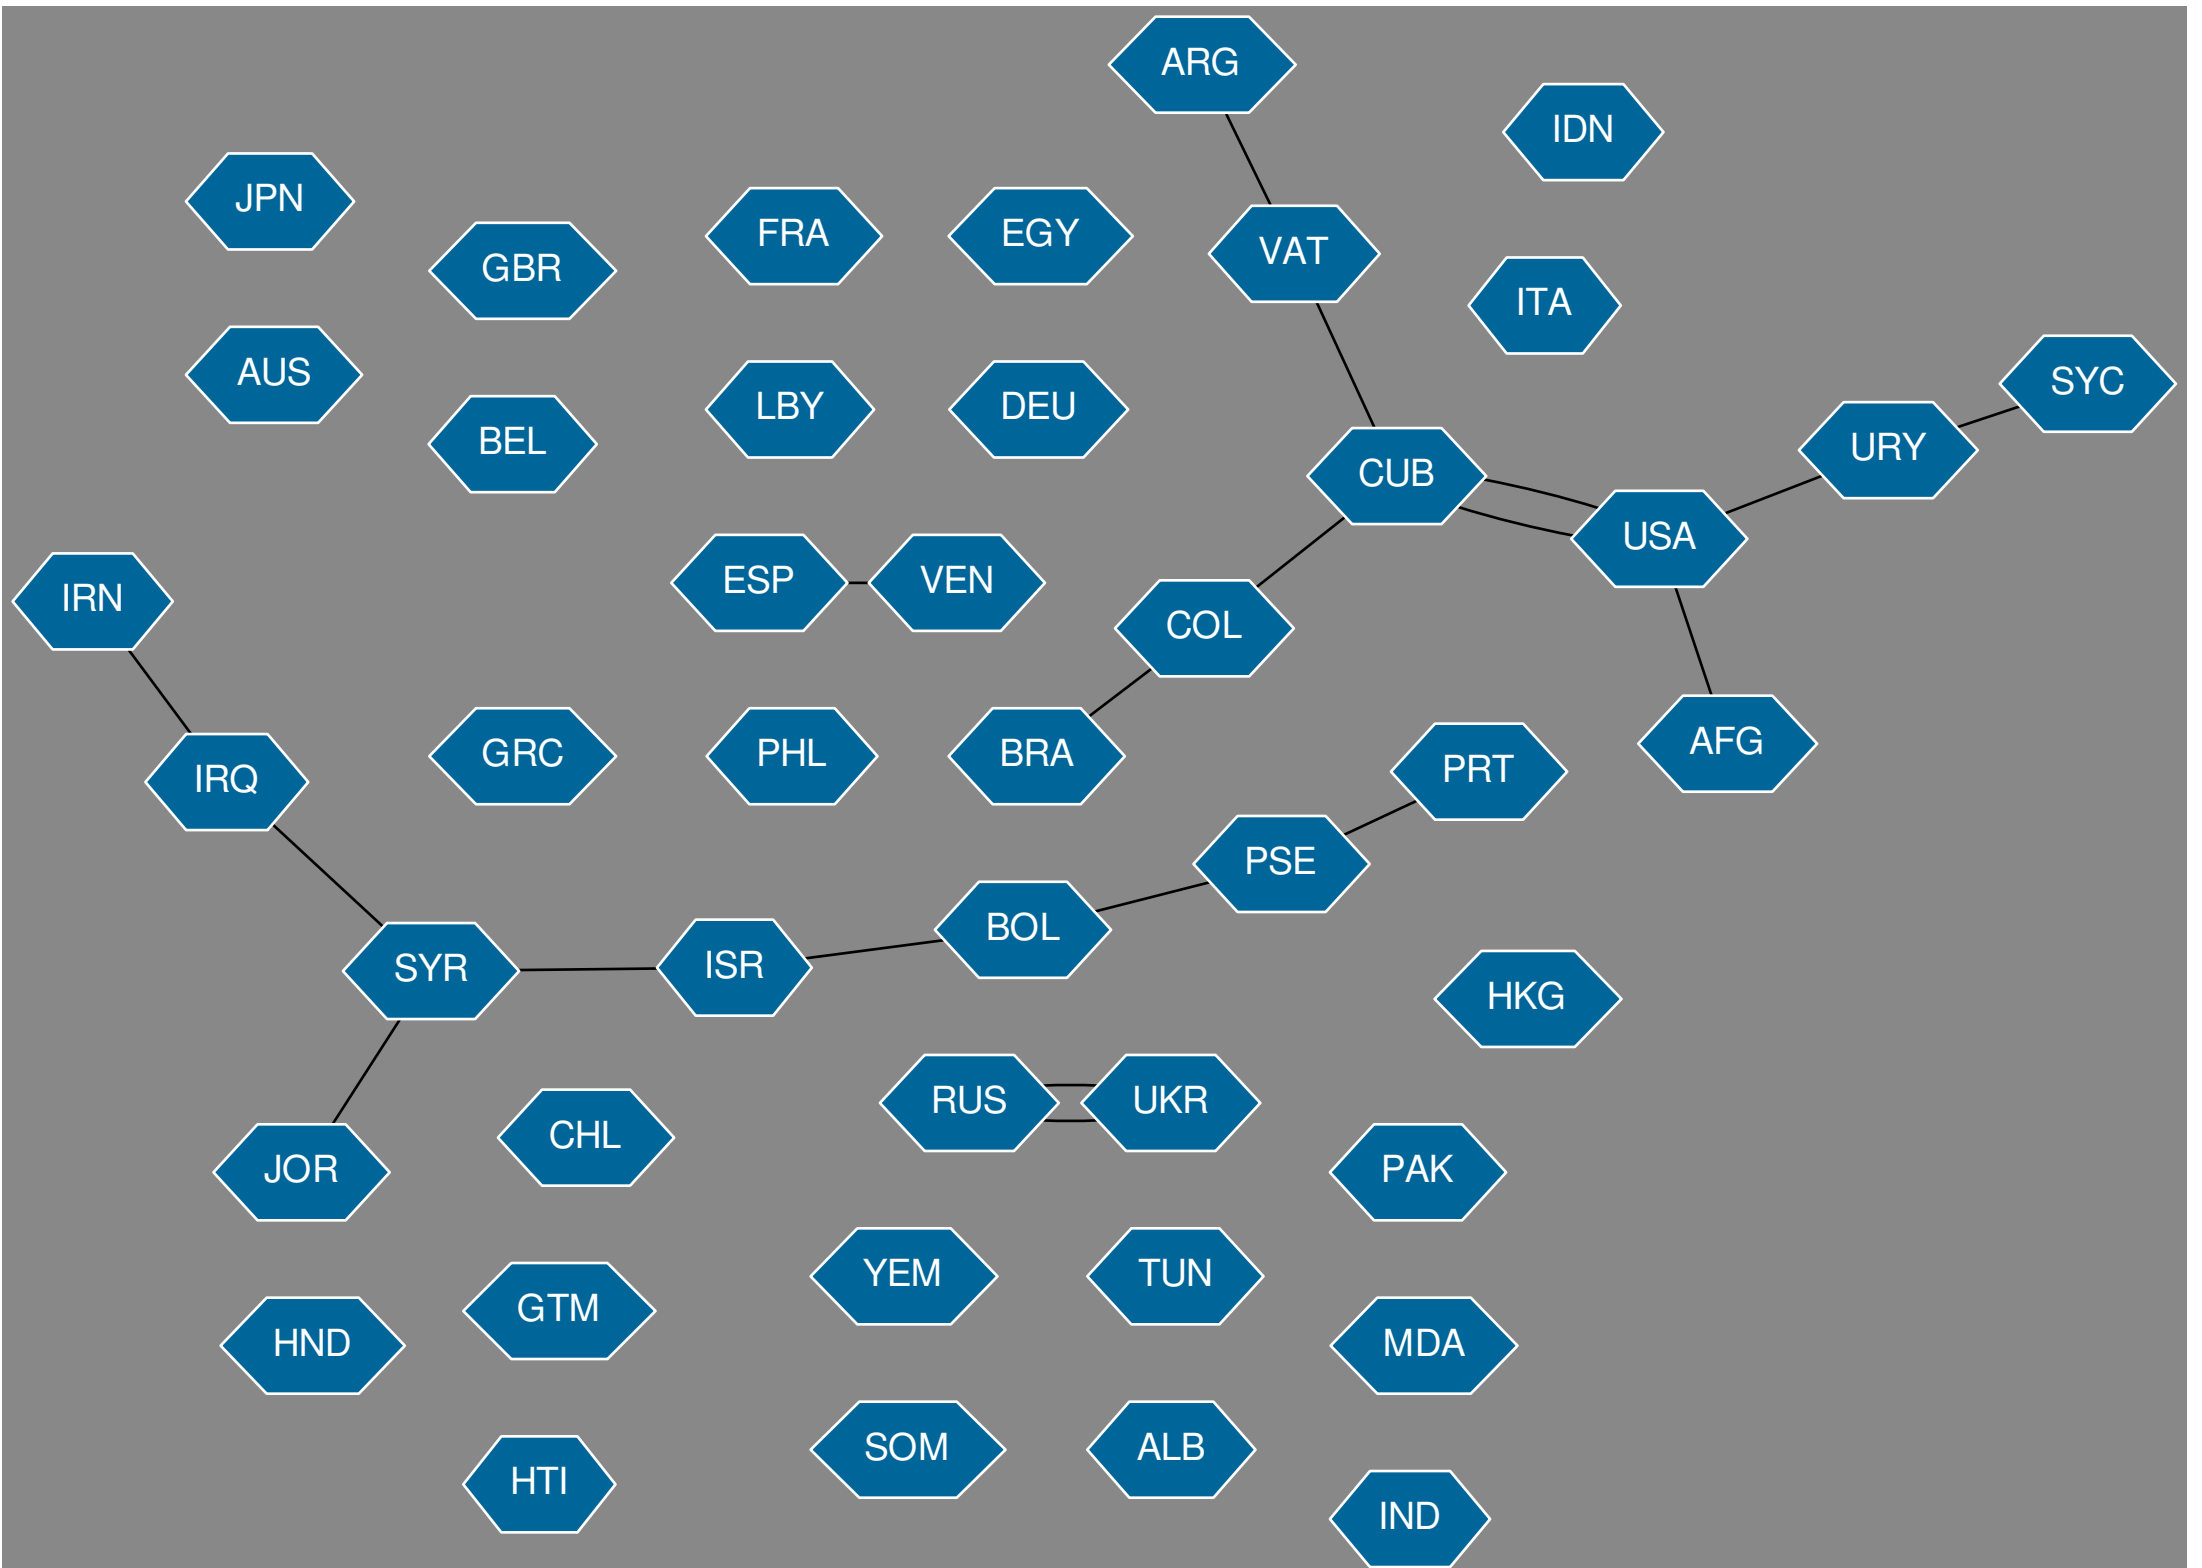 ARG
IDN
JPN
FRA
EGY
VAT
GBR
ITA
AUS
SYC
LBY
DEU
BEL
URY
CUB
USA
ESP
VEN
IRN
COL
AFG
GRC
PHL
BRA
PRT
IRQ
PSE
BOL
SYR
ISR
HKG
RUS
UKR
CHL
JOR
PAK
YEM
TUN
GTM
HND
MDA
SOM
ALB
HTI
IND